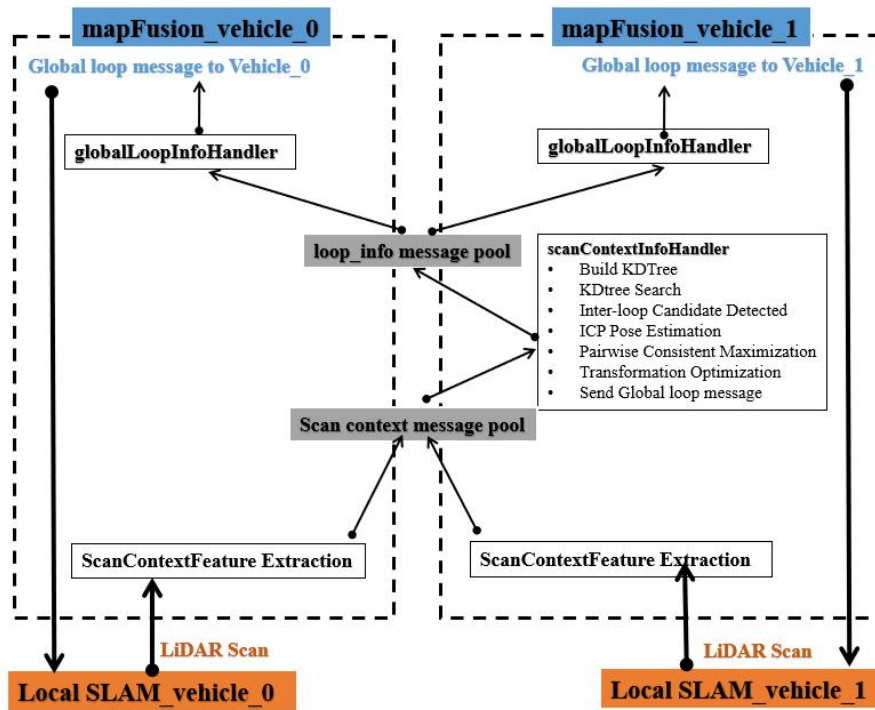 mapFusion_vehicle_0
mapFusion_vehicle_1
Global loop message to Vehicle_0
Global loop message to Vehicle_1
globalLoopInfoHandler
globalLoopInfoHandler
loop_info message pool
scanContextInfoHandler
• Build KDTree
• KDtree Search
• Inter-loop Candidate Detected
• ICP Pose Estimation
• Pairwise Consistent Maximization
• Transformation Optimization
• Send Global loop message
Scan context message pool
ScanContextFeature Extraction
ScanContextFeature Extraction
LiDAR Scan
LiDAR Scan
Local SLAM_vehicle_0
Local SLAM_vehicle_1